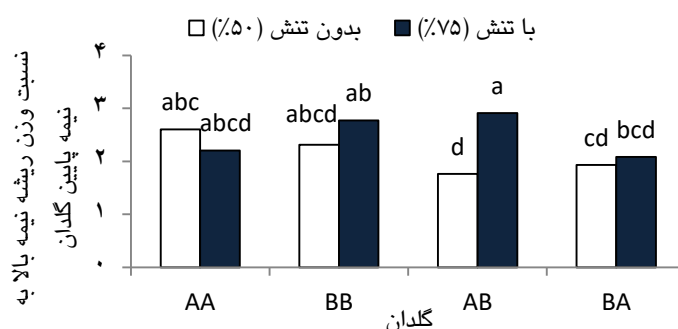 با تنش (۷۵٪) بدون تنش (۵۰٪)
نسبت وزن ریشه نیمه بالا به
نیمه پایین گلدان
۴
۳
۲
۱
۰
abc abcd abcd ab d a cd bcd
AA BB AB BA
گلدان